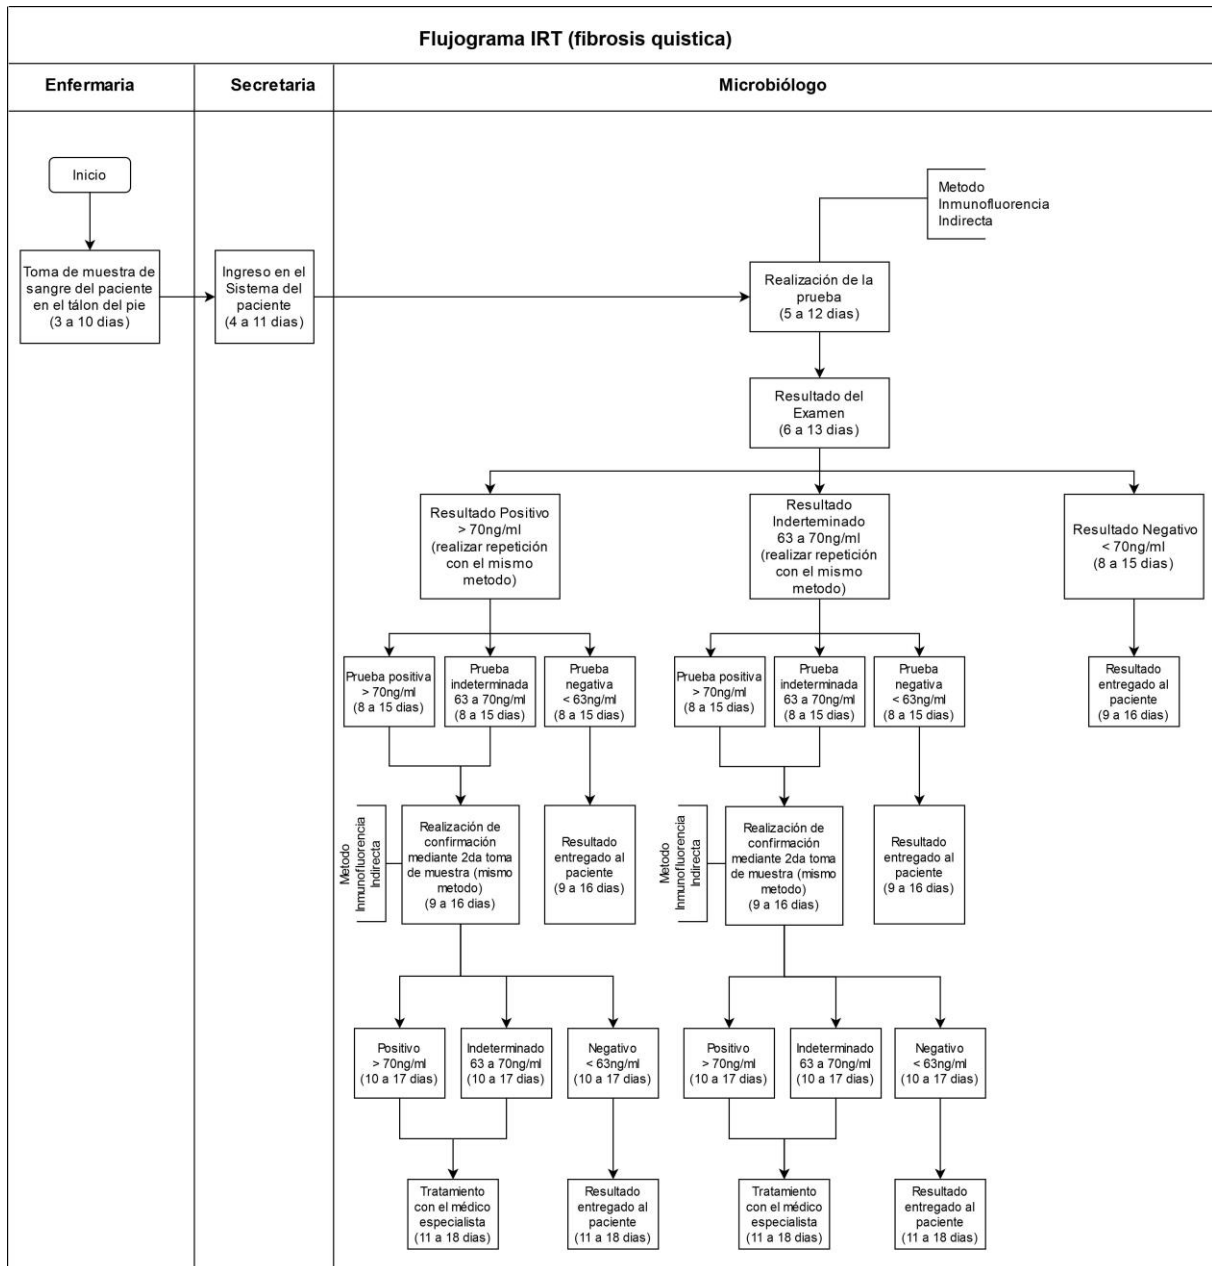 Flujograma IRT (fibrosis quistica)
Enfermaria
Secretaria
Microbiólogo
Inicio
Metodo
Inmunofluorencia
Indirecta
Toma de muestra de
sangre del paciente
en el tálon del pie
(3 a 10 dias)
Ingreso en el
Sistema del
paciente
(4 a 11 dias)
Realización de la
prueba
(5 a 12 dias)
Resultado del
Examen
(6 a 13 dias)
Resultado Positivo
> 70ng/ml
(realizar repetición
con el mismo
metodo)
Resultado
Inderteminado
63 a 70ng/ml
(realizar repetición
con el mismo
metodo)
Resultado Negativo
< 70ng/ml
(8 a 15 dias)
Prueba positiva
> 70ng/ml
(8 a 15 dias)
Prueba
indeterminada
63 a 70ng/ml
(8 a 15 dias)
Prueba
negativa
< 63ng/ml
(8 a 15 dias)
Prueba positiva
> 70ng/ml
(8 a 15 dias)
Prueba
indeterminada
63 a 70ng/ml
(8 a 15 dias)
Prueba
negativa
< 63ng/ml
(8 a 15 dias)
Resultado
entregado al
paciente
(9 a 16 dias)
Metodo
Inmunofluorencia
Indirecta
Realización de
confirmación
mediante 2da toma
de muestra (mismo
metodo)
(9 a 16 dias)
Resultado
entregado al
paciente
(9 a 16 dias)
Metodo
Inmunofluorencia
Indirecta
Realización de
confirmación
mediante 2da toma
de muestra (mismo
metodo)
(9 a 16 dias)
Resultado
entregado al
paciente
(9 a 16 dias)
Positivo
> 70ng/ml
(10 a 17 dias)
Indeterminado
63 a 70ng/ml
(10 a 17 dias)
Negativo
< 63ng/ml
(10 a 17 dias)
Positivo
> 70ng/ml
(10 a 17 dias)
Indeterminado
63 a 70ng/ml
(10 a 17 dias)
Negativo
< 63ng/ml
(10 a 17 dias)
Tratamiento
con el médico
especialista
(11 a 18 dias)
Resultado
entregado al
paciente
(11 a 18 dias)
Tratamiento
con el médico
especialista
(11 a 18 dias)
Resultado
entregado al
paciente
(11 a 18 dias)